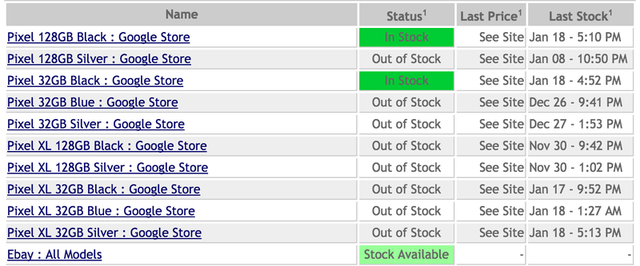 Name Status¹ Last Price¹ Last Stock¹
Pixel 128GB Black : Google Store In Stock See Site Jan 18 - 5:10 PM
Pixel 128GB Silver : Google Store Out of Stock See Site Jan 08 - 10:50 PM
Pixel 32GB Black : Google Store In Stock See Site Jan 18 - 4:52 PM
Pixel 32GB Blue : Google Store Out of Stock See Site Dec 26 - 9:41 PM
Pixel 32GB Silver : Google Store Out of Stock See Site Dec 27 - 1:53 PM
Pixel XL 128GB Black : Google Store Out of Stock See Site Nov 30 - 9:42 PM
Pixel XL 128GB Silver : Google Store Out of Stock See Site Nov 30 - 1:02 PM
Pixel XL 32GB Black : Google Store Out of Stock See Site Jan 17 - 9:52 PM
Pixel XL 32GB Blue : Google Store Out of Stock See Site Jan 18 - 1:27 AM
Pixel XL 32GB Silver : Google Store Out of Stock See Site Jan 18 - 5:13 PM
Ebay : All Models Stock Available - -